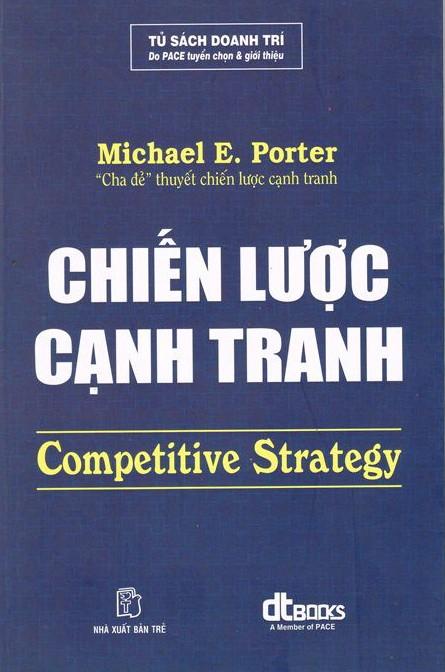 TỦ SÁCH DOANH TRÍ
Do PACE tuyển chọn & giới thiệu
Michael E. Porter
"Cha đẻ" thuyết chiến lược cạnh tranh
CHIẾN LƯỢC
CẠNH TRANH
Competitive Strategy
NHÀ XUẤT BẢN TRẺ
dtBOOKS
A Member of PACE